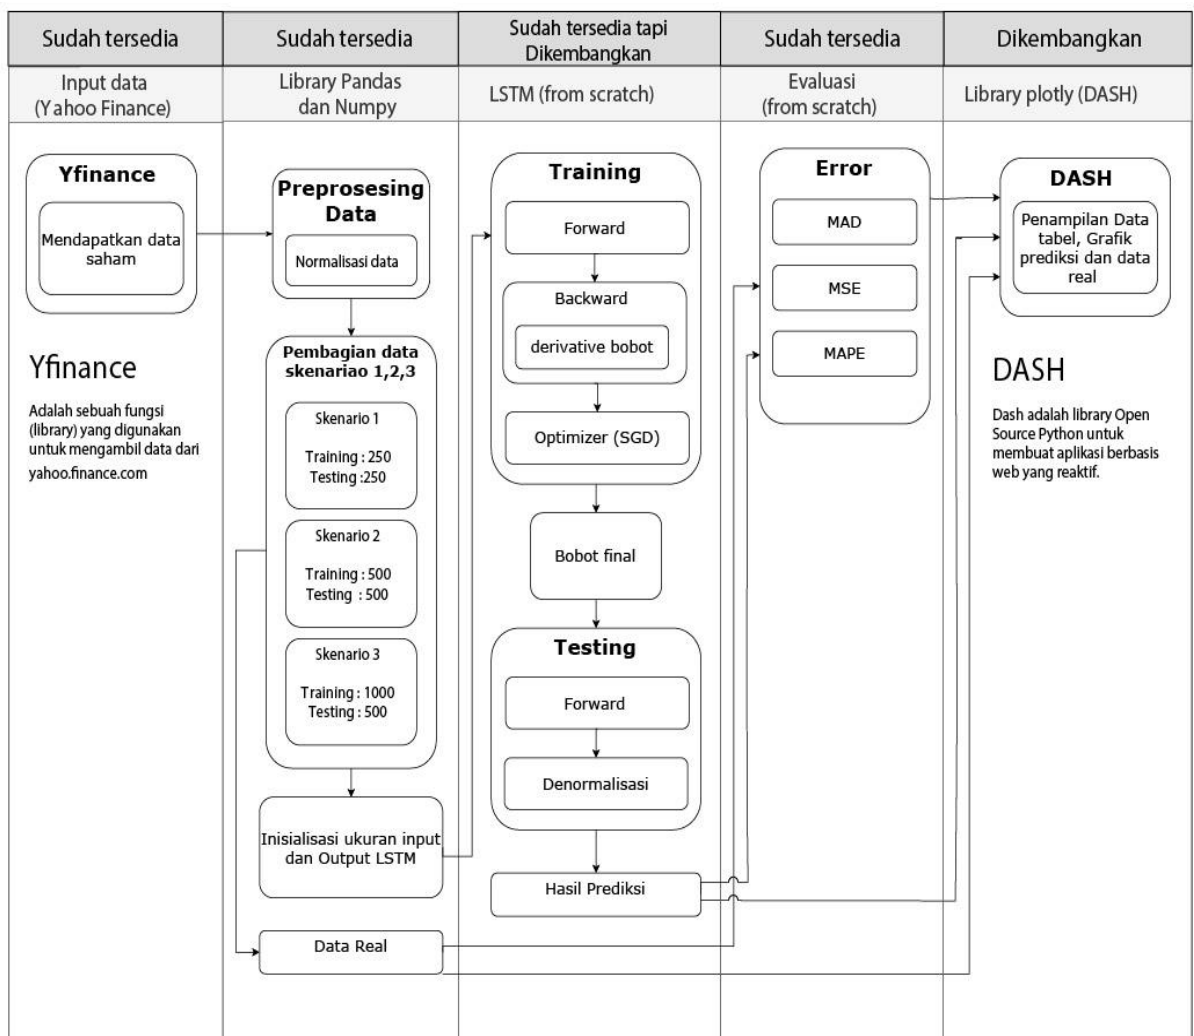 Sudah tersedia
Sudah tersedia
Sudah tersedia tapi
Dikembangkan
Sudah tersedia
Dikembangkan
Input data
(Yahoo Finance)
Library Pandas
dan Numpy
LSTM (from scratch)
Evaluasi
(from scratch)
Library plotly (DASH)
Yfinance
Mendapatkan data
saham
Yfinance
Adalah sebuah fungsi
(library) yang digunakan
untuk mengambil data dari
yahoo.finance.com
Preprosesing
Data
Normalisasi data
Pembagian data
skenariao 1,2,3
Skenario 1
Training : 250
Testing :250
Skenario 2
Training : 500
Testing : 500
Skenario 3
Training : 1000
Testing : 500
Inisialisasi ukuran input
dan Output LSTM
Data Real
Training
Forward
Backward
derivative bobot
Optimizer (SGD)
Bobot final
Testing
Forward
Denormalisasi
Hasil Prediksi
Error
MAD
MSE
MAPE
DASH
Penampilan Data
tabel, Grafik
prediksi dan data
real
DASH
Dash adalah library Open
Source Python untuk
membuat aplikasi berbasis
web yang reaktif.